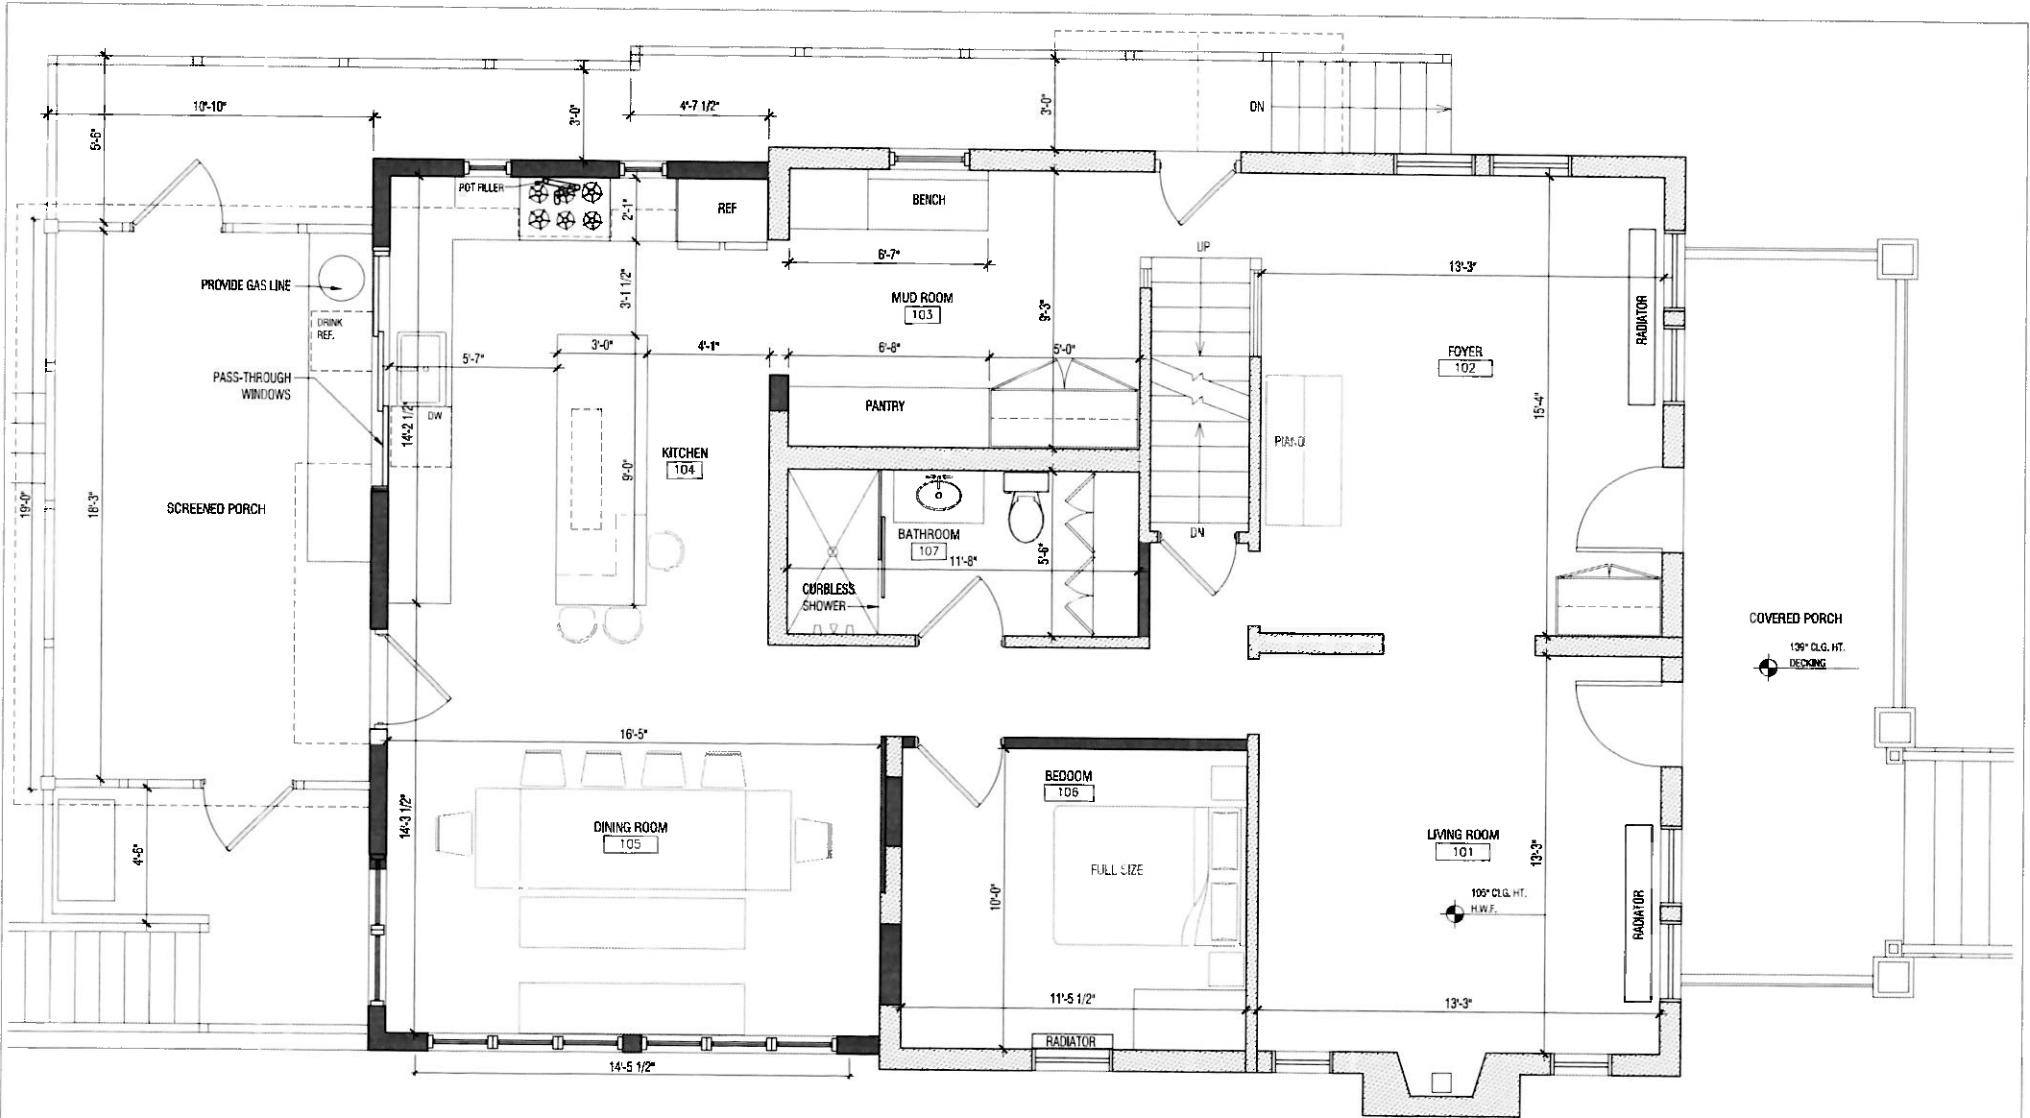 10'-10"
5'-6"
3'-0"
4'-7 1/2"
3'-0"
DN
POT FILLER
REF
2'-1"
BENCH
6'-7"
UP
13'-3"
PROVIDE GAS LINE
DRINK
REF.
3'-1 1/2"
MUD ROOM
103
9'-3"
RADIATOR
5'-7"
3'-0"
4'-1"
6'-8"
5'-0"
FOYER
102
PASS-THROUGH
WINDOWS
DW
14'-2 1/2"
PANTRY
15'-4"
PIANO
KITCHEN
104
9'-0"
19'-0"
18'-3"
SCREENED PORCH
BATHROOM
107
11'-8"
5'-6"
DN
CURBLESS
SHOWER
COVERED PORCH
139" CLG. HT.
DECKING
16'-5"
BEDOOM
106
14'-3 1/2"
DINING ROOM
105
4'-6"
FULL SIZE
10'-0"
LIVING ROOM
101
13'-3"
106" CLG. HT.
H.W.F.
RADIATOR
11'-5 1/2"
13'-3"
RADIATOR
14'-5 1/2"